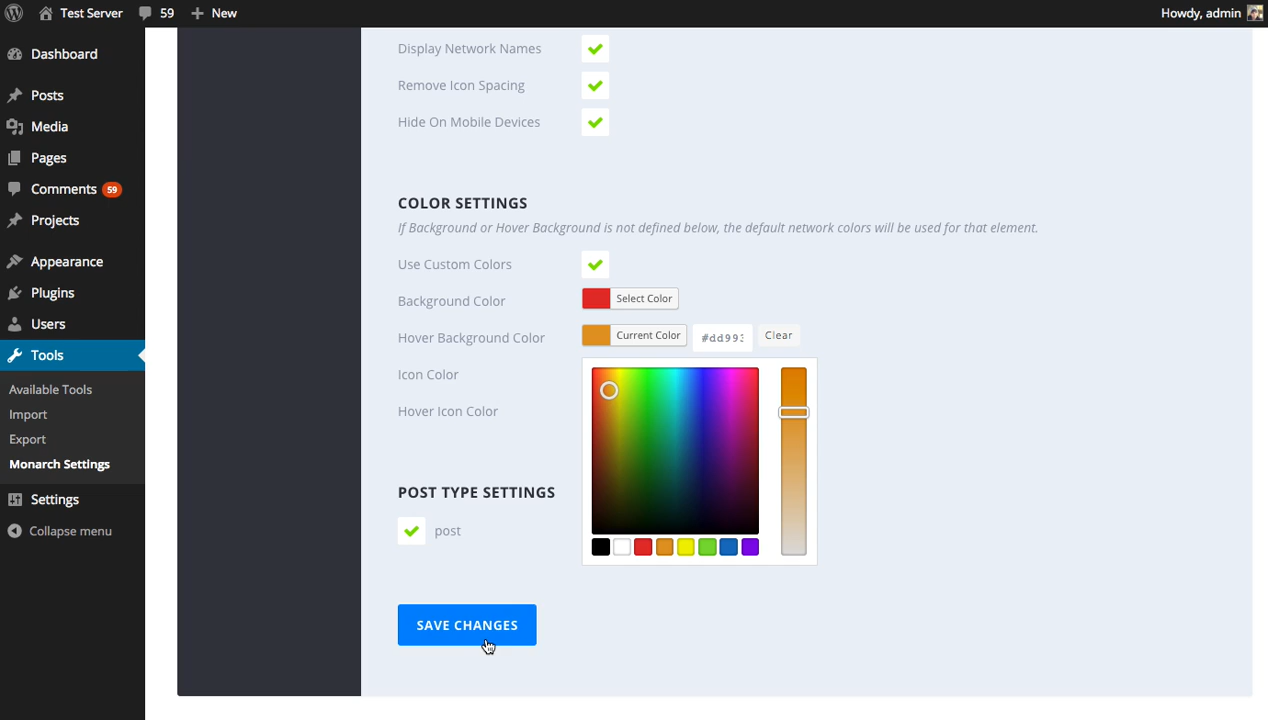 Test Server 59 New Howdy, admin
Dashboard
Posts
Media
Pages
Comments 59
Projects
Appearance
Plugins
Users
Tools
Available Tools
Import
Export
Monarch Settings
Settings
Collapse menu
Display Network Names
Remove Icon Spacing
Hide On Mobile Devices
COLOR SETTINGS
If Background or Hover Background is not defined below, the default network colors will be used for that element.
Use Custom Colors
Background Color Select Color
Hover Background Color Current Color #dd993 Clear
Icon Color
Hover Icon Color
POST TYPE SETTINGS
post
SAVE CHANGES